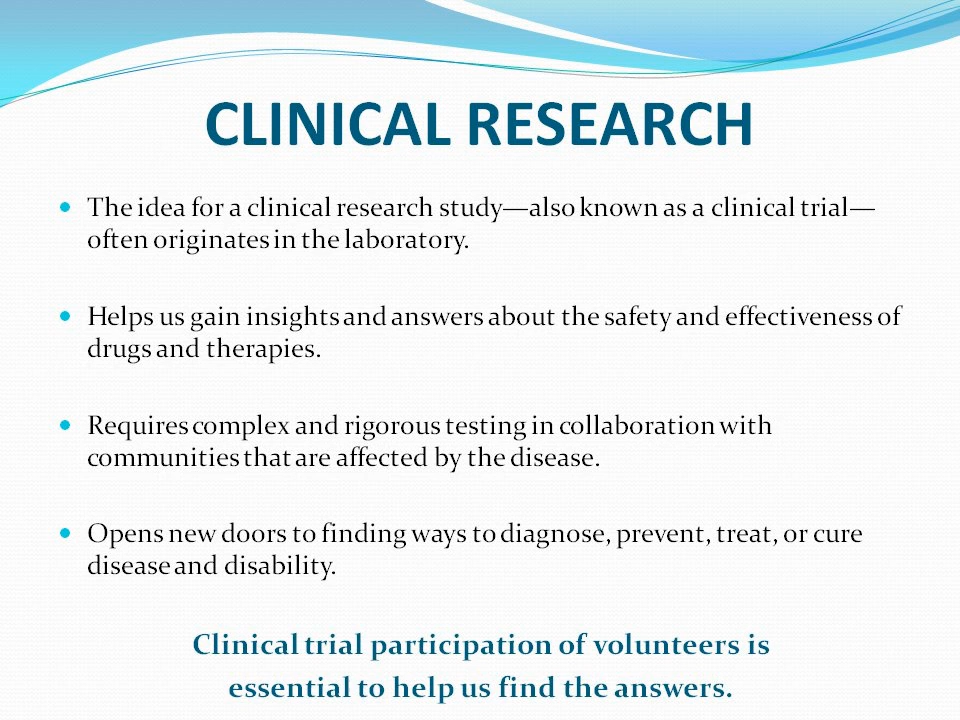 CLINICAL RESEARCH
• The idea for a clinical research study—also known as a clinical trial—
often originates in the laboratory.
• Helps us gain insights and answers about the safety and effectiveness of
drugs and therapies.
• Requires complex and rigorous testing in collaboration with
communities that are affected by the disease.
• Opens new doors to finding ways to diagnose, prevent, treat, or cure
disease and disability.
Clinical trial participation of volunteers is
essential to help us find the answers.